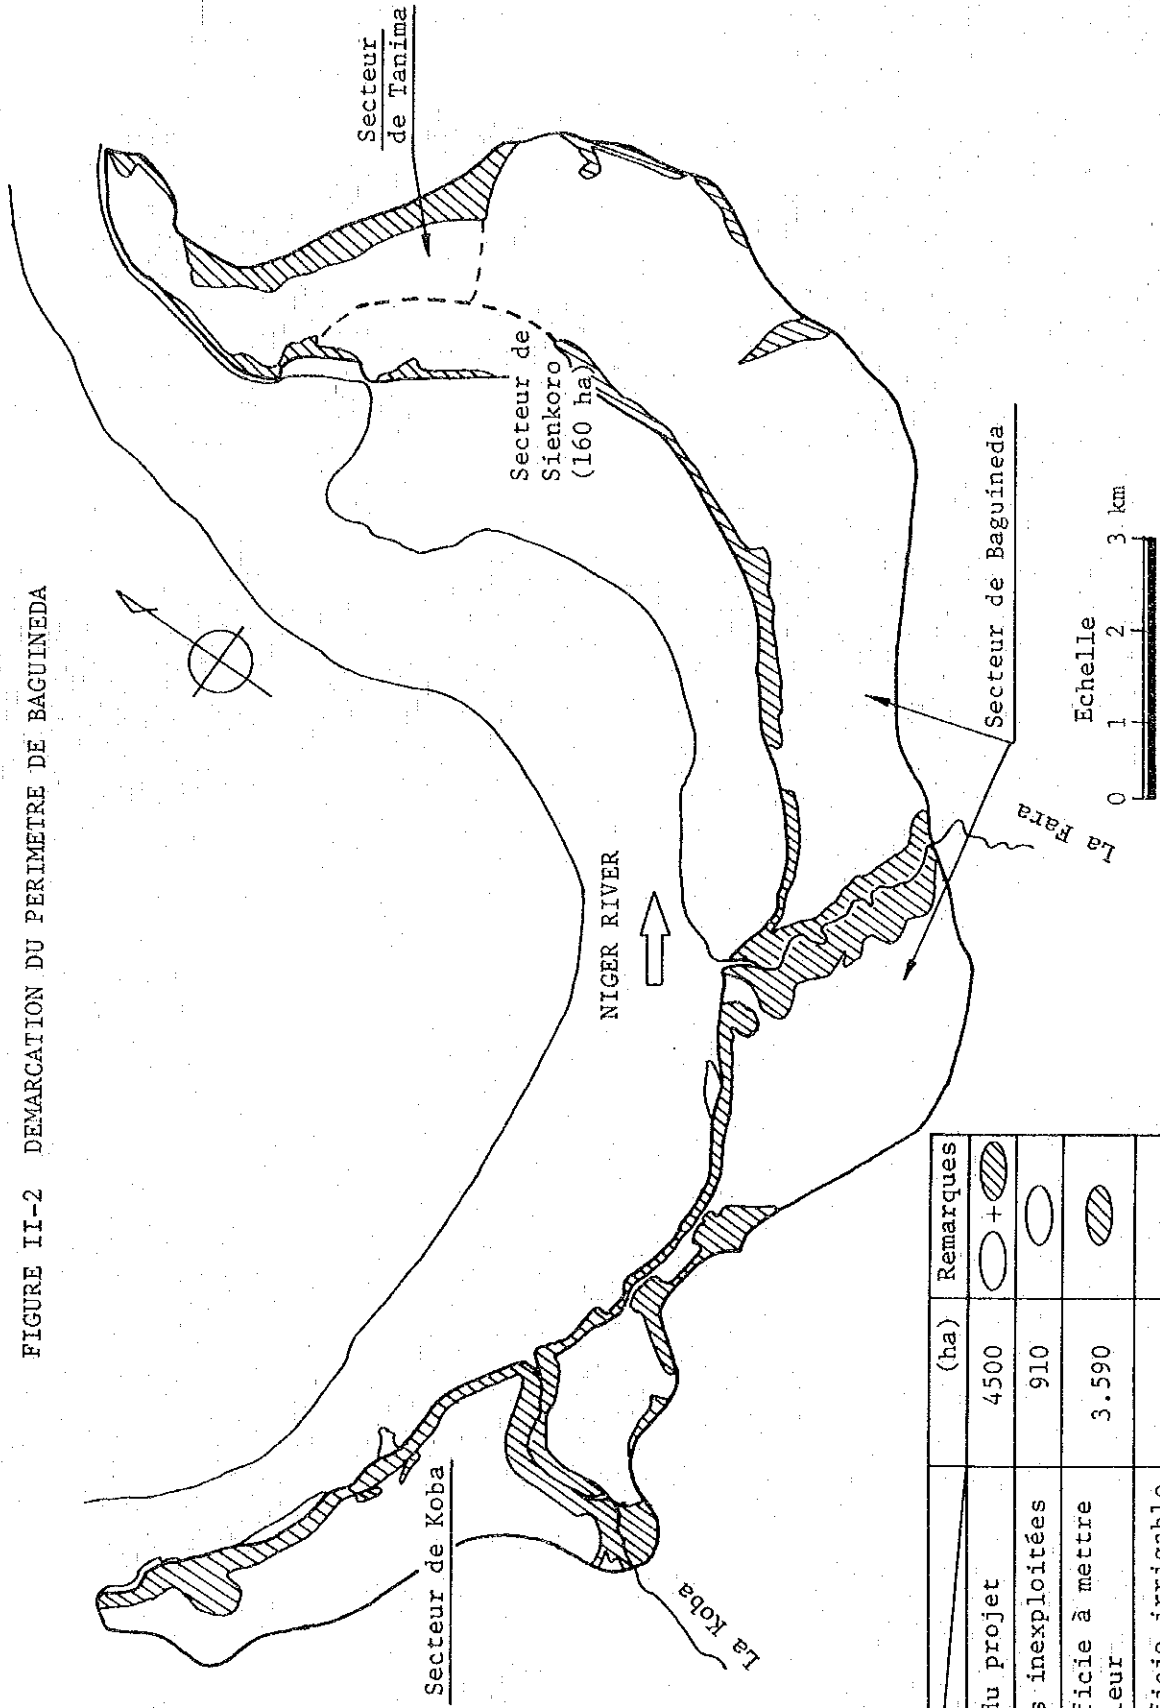 FIGURE II-2 DEMARCATION DU PERIMETRE DE BAGUINEDA
Secteur
de Tanima
Secteur de
Sienkoro
(160 ha)
NIGER RIVER
Secteur de Baguineda
La Fara
Echelle
0 1 2 3 km
Secteur de Koba
La Koba
(ha) Remarques
du projet 4500 +
s inexploitées 910
ficie à mettre
leur 3.590